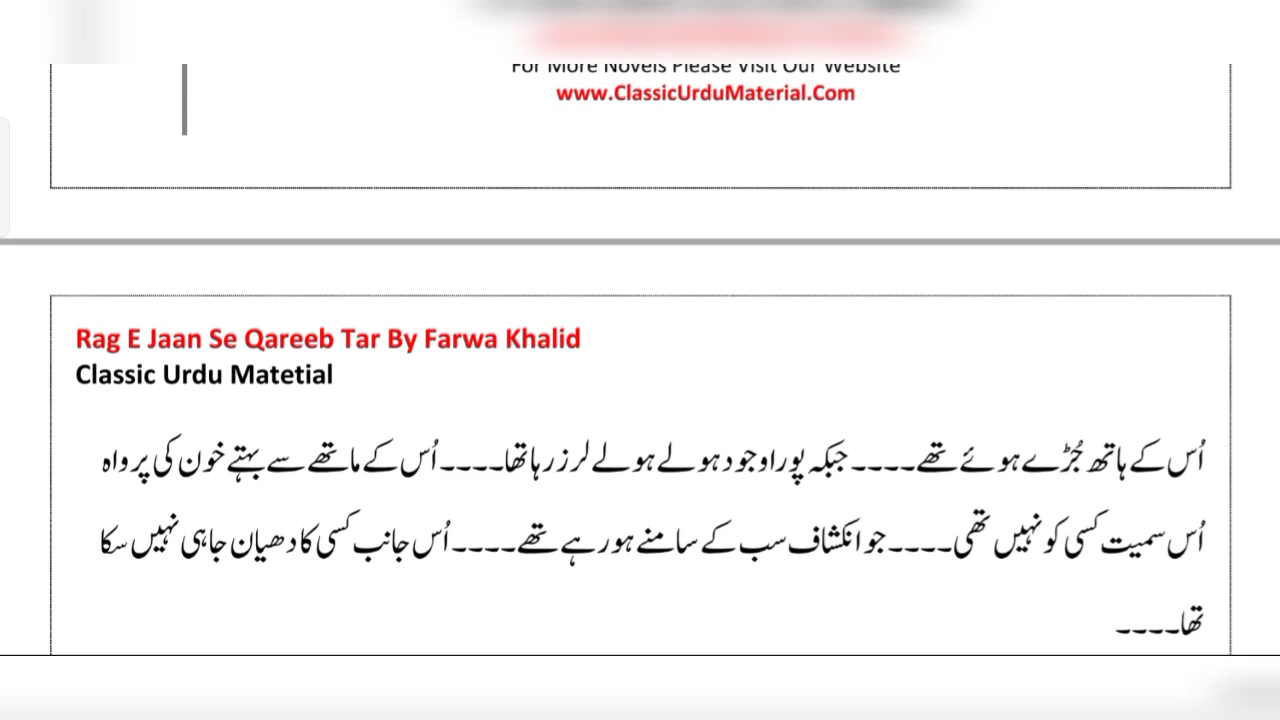 For More Novels Please Visit Our Website
www.ClassicUrduMaterial.Com
Rag E Jaan Se Qareeb Tar By Farwa Khalid
Classic Urdu Matetial
اُس کے ہاتھ جُڑے ہوئے تھے۔۔۔۔ جبکہ پورا وجود ہولے ہولے لرز رہا تھا۔۔۔۔ اُس کے ماتھے سے بہتے خون کی پرواہ
اُس سمیت کسی کو نہیں تھی۔۔۔۔ جو انکشاف سب کے سامنے ہو رہے تھے۔۔۔۔ اُس جانب کسی کا دھیان جا ہی نہیں سکا
تھا۔۔۔۔